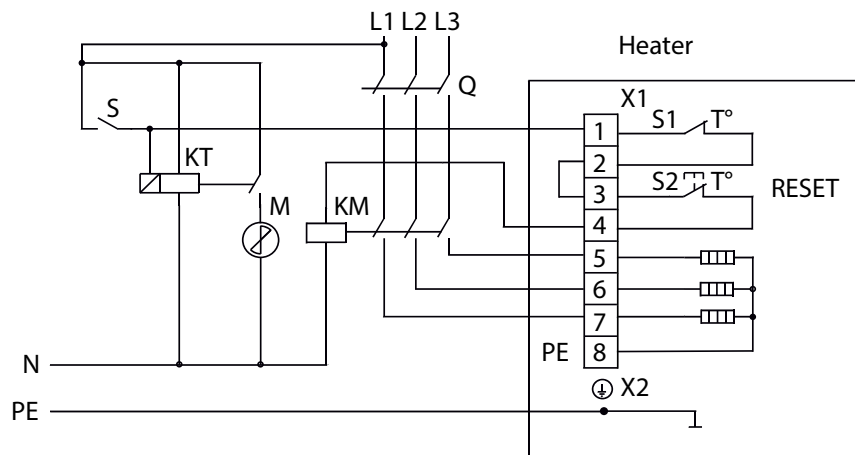 L1 L2 L3
Heater
Q
X1
S
1
S1
T°
KT
2
3
S2
T°
RESET
M
KM
4
5
6
7
PE
8
N
X2
PE